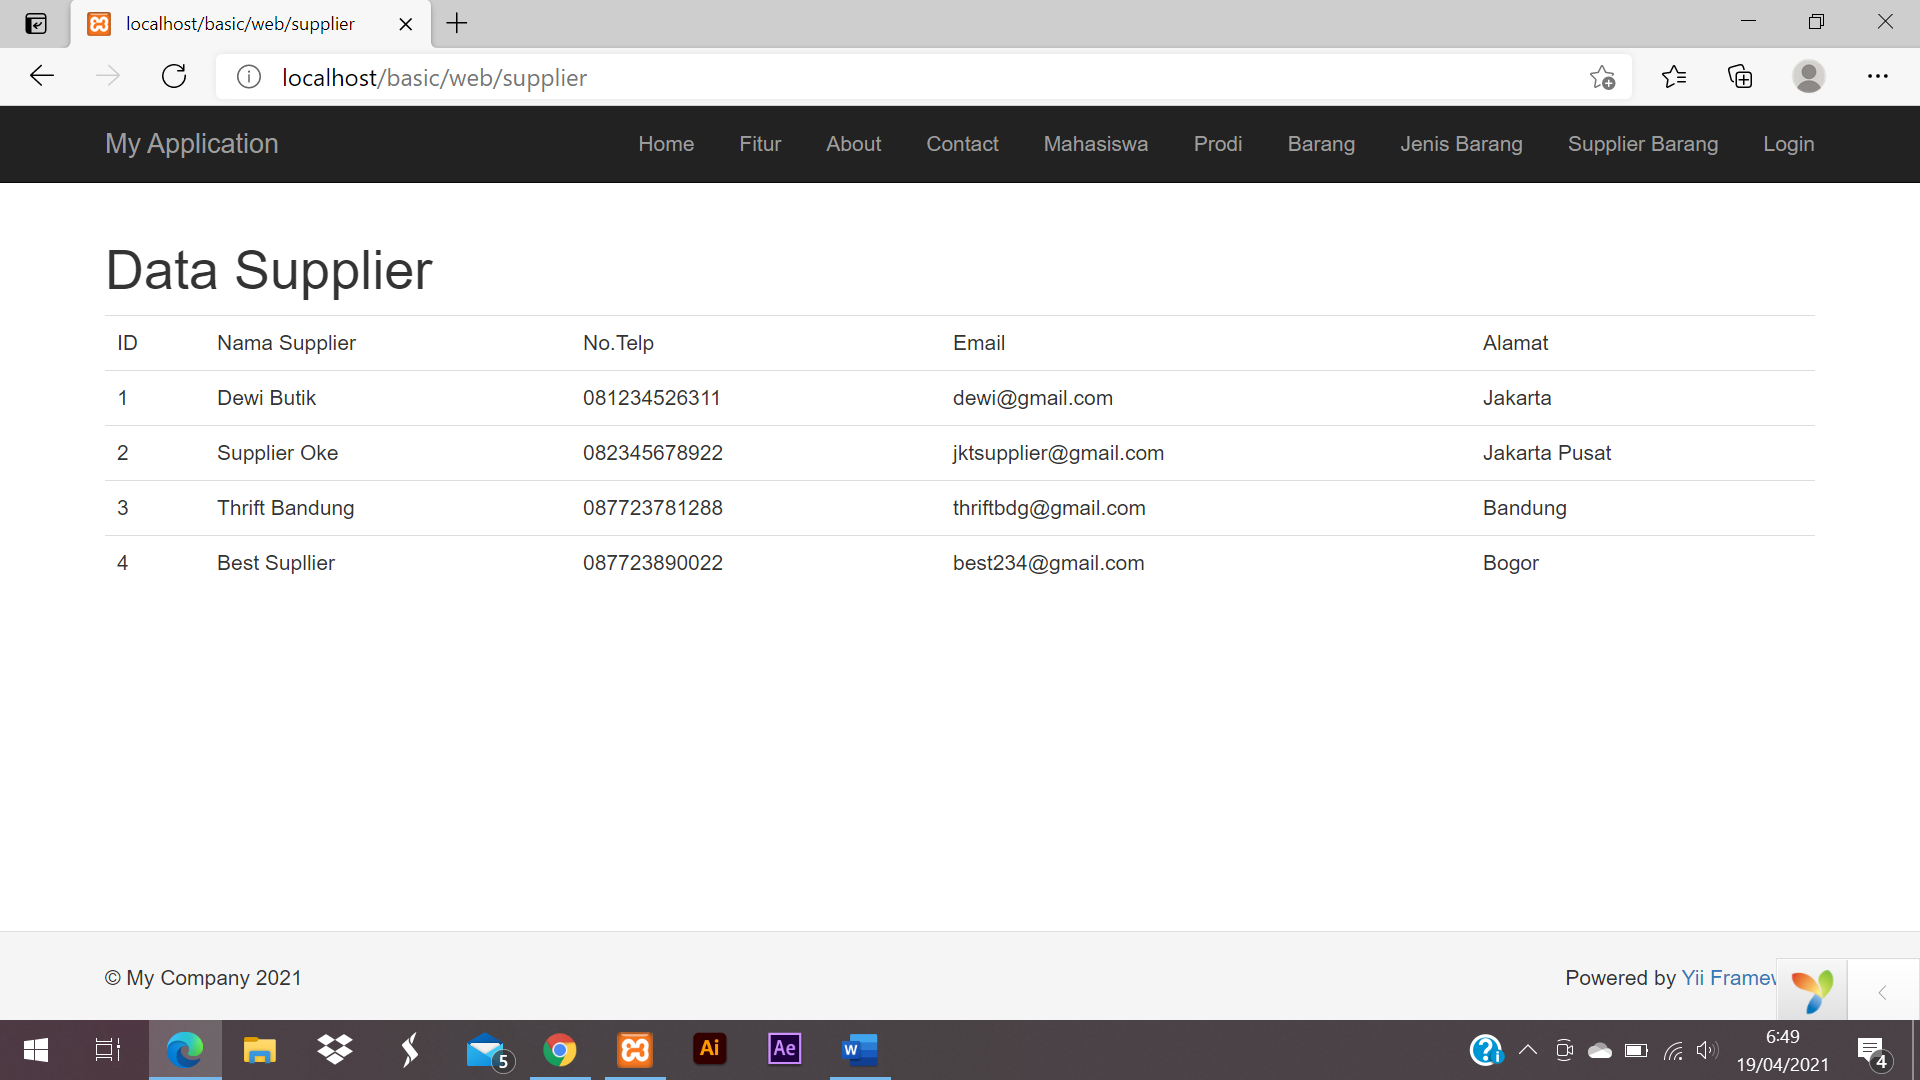 localhost/basic/web/supplier
localhost/basic/web/supplier
My Application Home Fitur About Contact Mahasiswa Prodi Barang Jenis Barang Supplier Barang Login
Data Supplier
ID Nama Supplier No.Telp Email Alamat
1 Dewi Butik 081234526311 dewi@gmail.com Jakarta
2 Supplier Oke 082345678922 jktsupplier@gmail.com Jakarta Pusat
3 Thrift Bandung 087723781288 thriftbdg@gmail.com Bandung
4 Best Supllier 087723890022 best234@gmail.com Bogor
© My Company 2021 Powered by Yii
5 Ai Ae W 6:49
19/04/2021 4